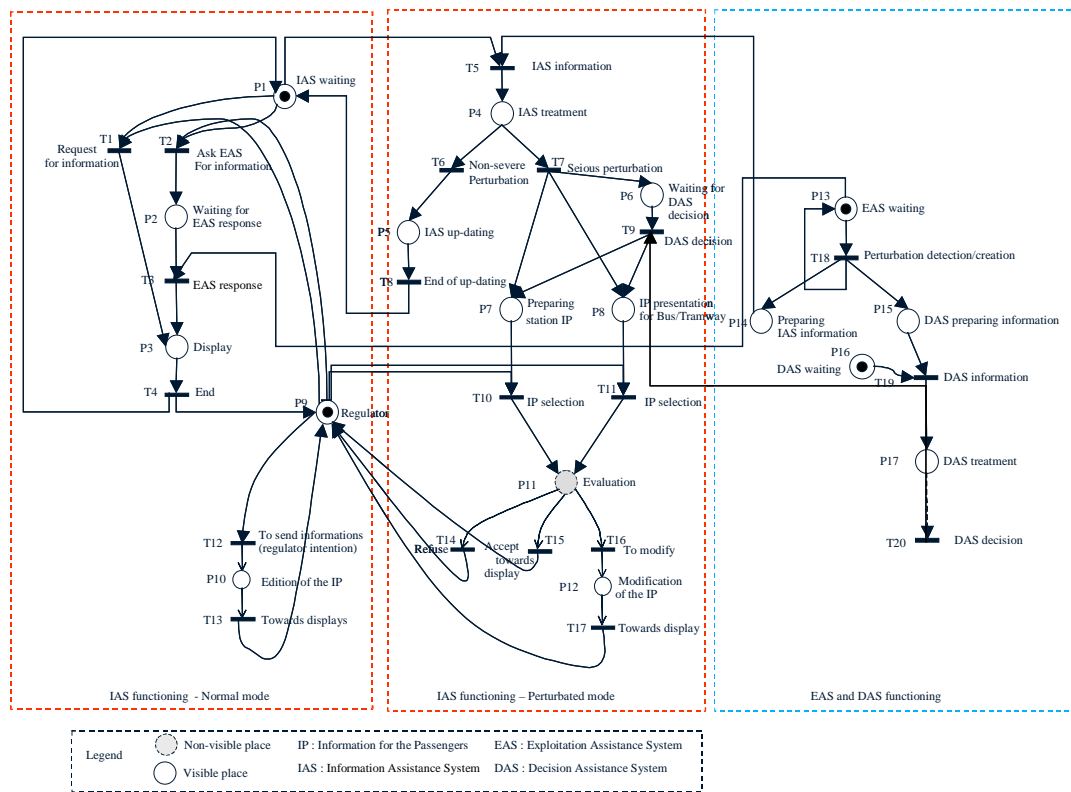 P1
IAS waiting
T1
Request
for information
T2
Ask EAS
For information
P2
Waiting for
EAS response
T3
EAS response
P3
Display
T4
End
P9
Regulator
T12
To send informations
(regulator intention)
P10
Edition of the IP
T13
Towards displays
IAS functioning - Normal mode
T5
IAS information
P4
IAS treatment
T6
Non-severe
Perturbation
T7
Seious perturbation
P6
Waiting for
DAS
decision
P5
IAS up-dating
T9
DAS decision
T8
End of up-dating
P7
Preparing
station IP
P8
IP presentation
for Bus/Tramway
T10
IP selection
T11
IP selection
P11
Evaluation
T14
Refuse
Accept
towards
display
T15
T16
To modify
P12
Modification
of the IP
T17
Towards display
IAS functioning – Perturbated mode
P13
EAS waiting
T18
Perturbation detection/creation
P14
Preparing
IAS information
P15
DAS preparing information
P16
DAS waiting
T19
DAS information
P17
DAS treatment
T20
DAS decision
EAS and DAS functioning
Legend
Non-visible place
Visible place
IP : Information for the Passengers
IAS : Information Assistance System
EAS : Exploitation Assistance System
DAS : Decision Assistance System